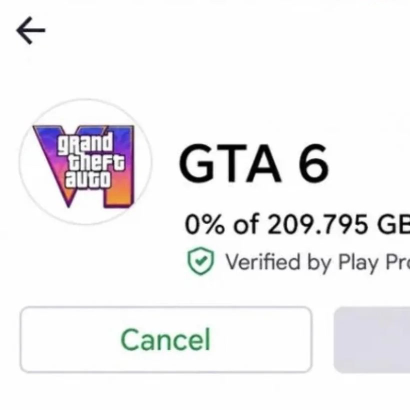 grand
theft
auto
VI
GTA 6
0% of 209.795 GB
Verified by Play Pro
Cancel